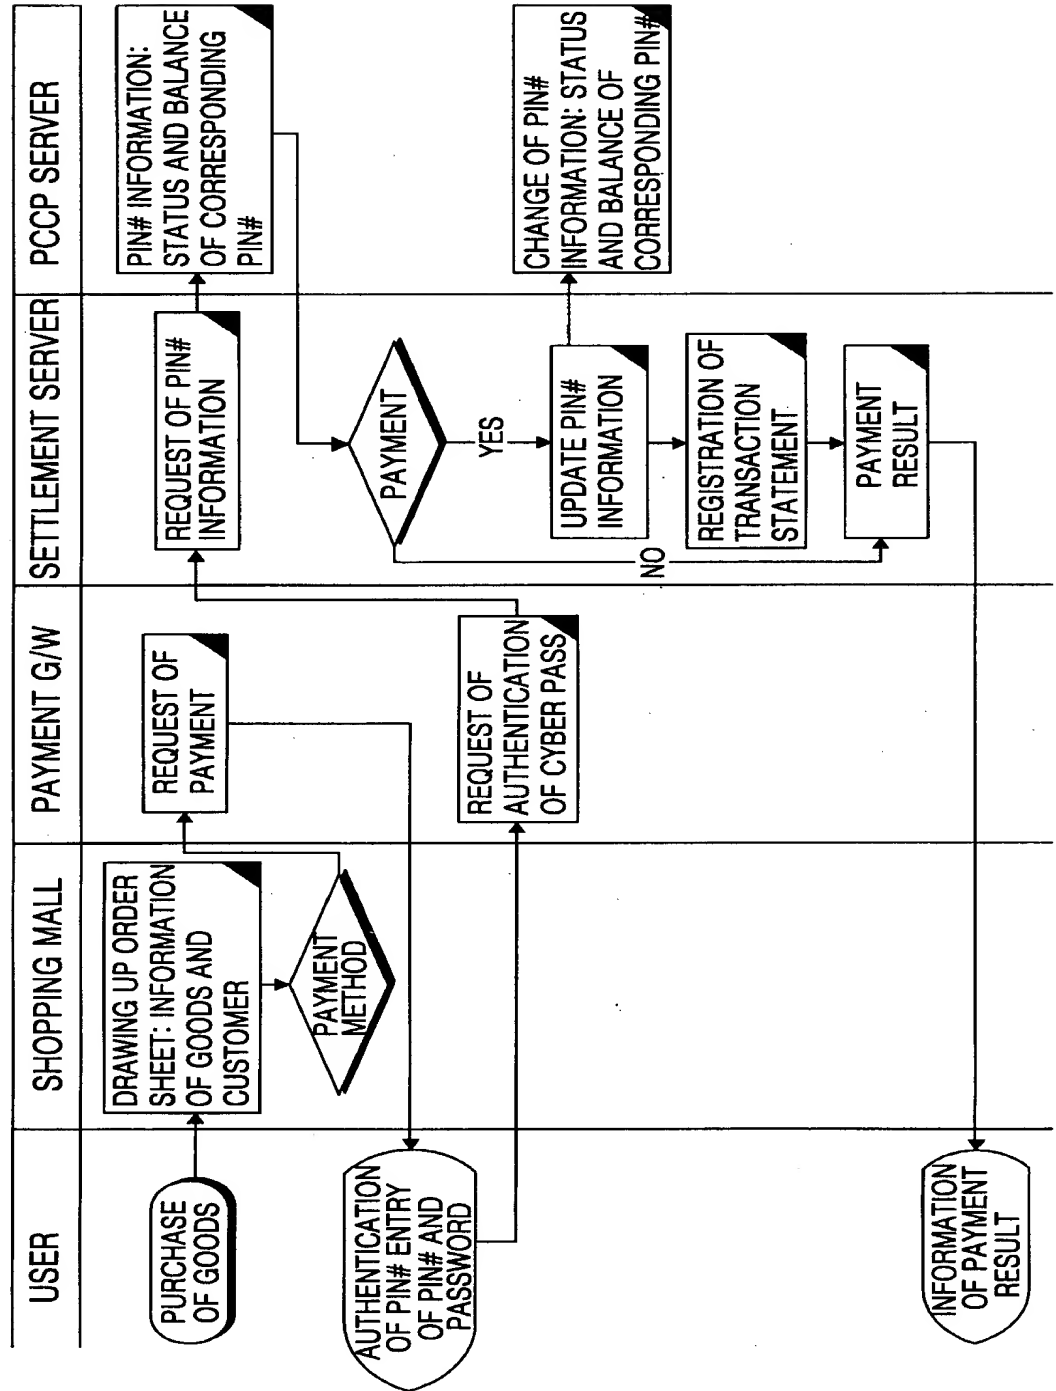 USER
SHOPPING MALL
PAYMENT G/W
SETTLEMENT SERVER
PCCP SERVER
PURCHASE
OF GOODS
DRAWING UP ORDER
SHEET: INFORMATION
OF GOODS AND
CUSTOMER
REQUEST OF
PAYMENT
REQUEST OF PIN#
INFORMATION
PIN# INFORMATION:
STATUS AND BALANCE
OF CORRESPONDING
PIN#
PAYMENT
METHOD
PAYMENT
AUTHENTICATION
OF PIN# ENTRY
OF PIN# AND
PASSWORD
REQUEST OF
AUTHENTICATION
OF CYBER PASS
YES
UPDATE PIN#
INFORMATION
CHANGE OF PIN#
INFORMATION: STATUS
AND BALANCE OF
CORRESPONDING PIN#
NO
REGISTRATION OF
TRANSACTION
STATEMENT
PAYMENT
RESULT
INFORMATION
OF PAYMENT
RESULT